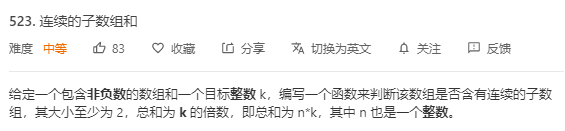 523. 连续的子数组和
难度 中等 83 收藏 分享 切换为英文 关注 反馈
给定一个包含非负数的数组和一个目标整数 k，编写一个函数来判断该数组是否含有连续的子数
组，其大小至少为 2，总和为 k 的倍数，即总和为 n*k，其中 n 也是一个整数。